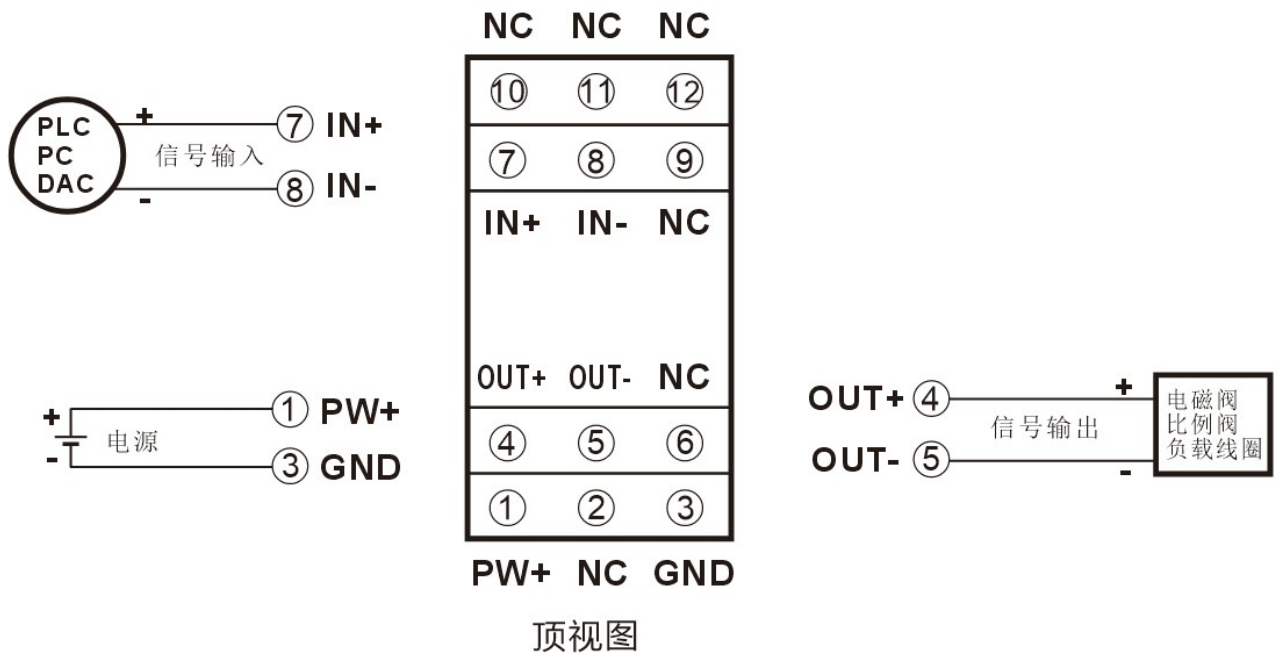 NC NC NC
⑩ ⑪ ⑫
⑦ ⑧ ⑨
IN+ IN- NC
OUT+ OUT- NC
④ ⑤ ⑥
① ② ③
PW+ NC GND
顶视图
PLC
PC
DAC
+
信号输入
-
⑦ IN+
⑧ IN-
+
电源
-
① PW+
③ GND
OUT+ ④
信号输出
OUT- ⑤
+
-
电磁阀
比例阀
负载线圈